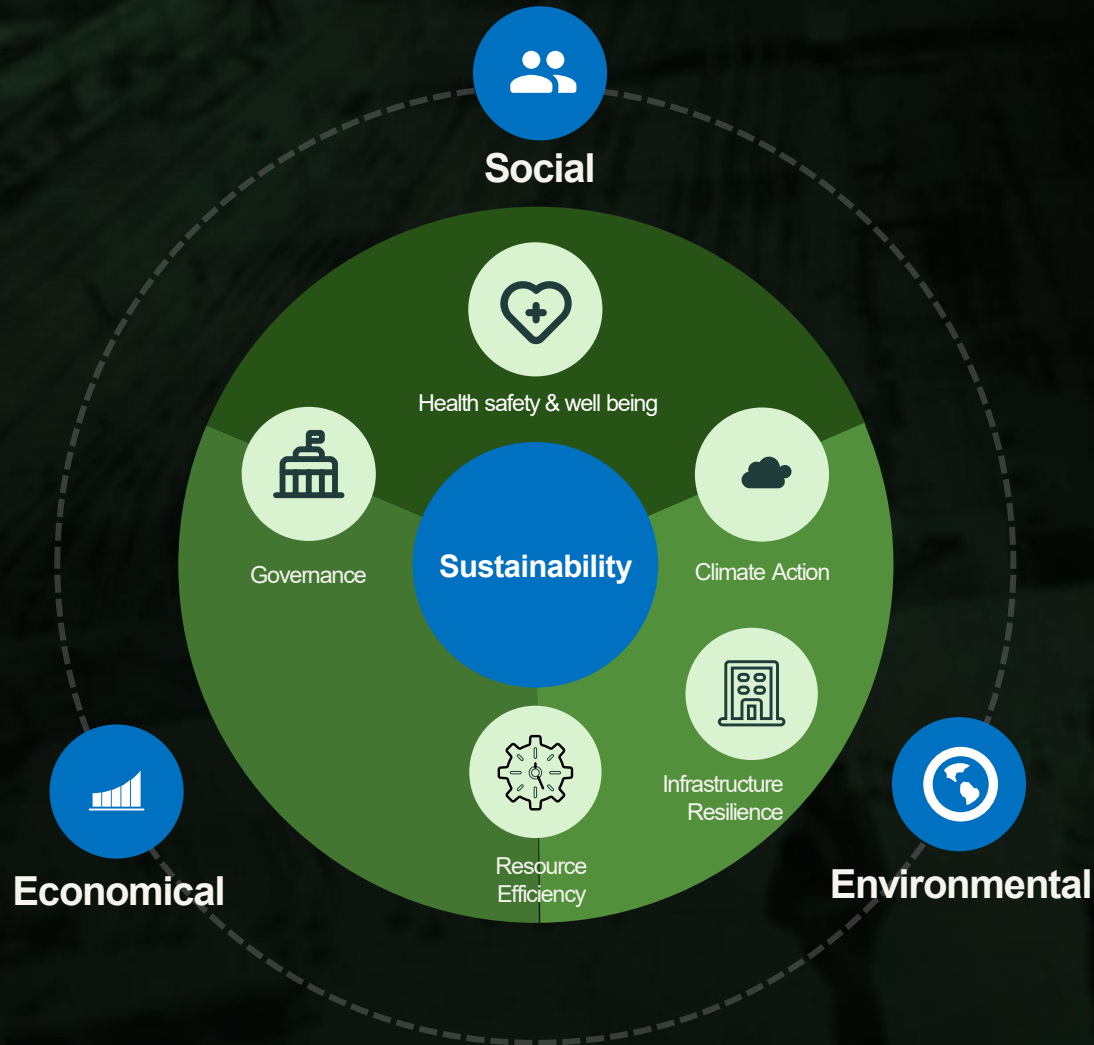 Social
Health safety & well being
Governance
Sustainability
Climate Action
Infrastructure
Resilience
Resource
Efficiency
Economical
Environmental